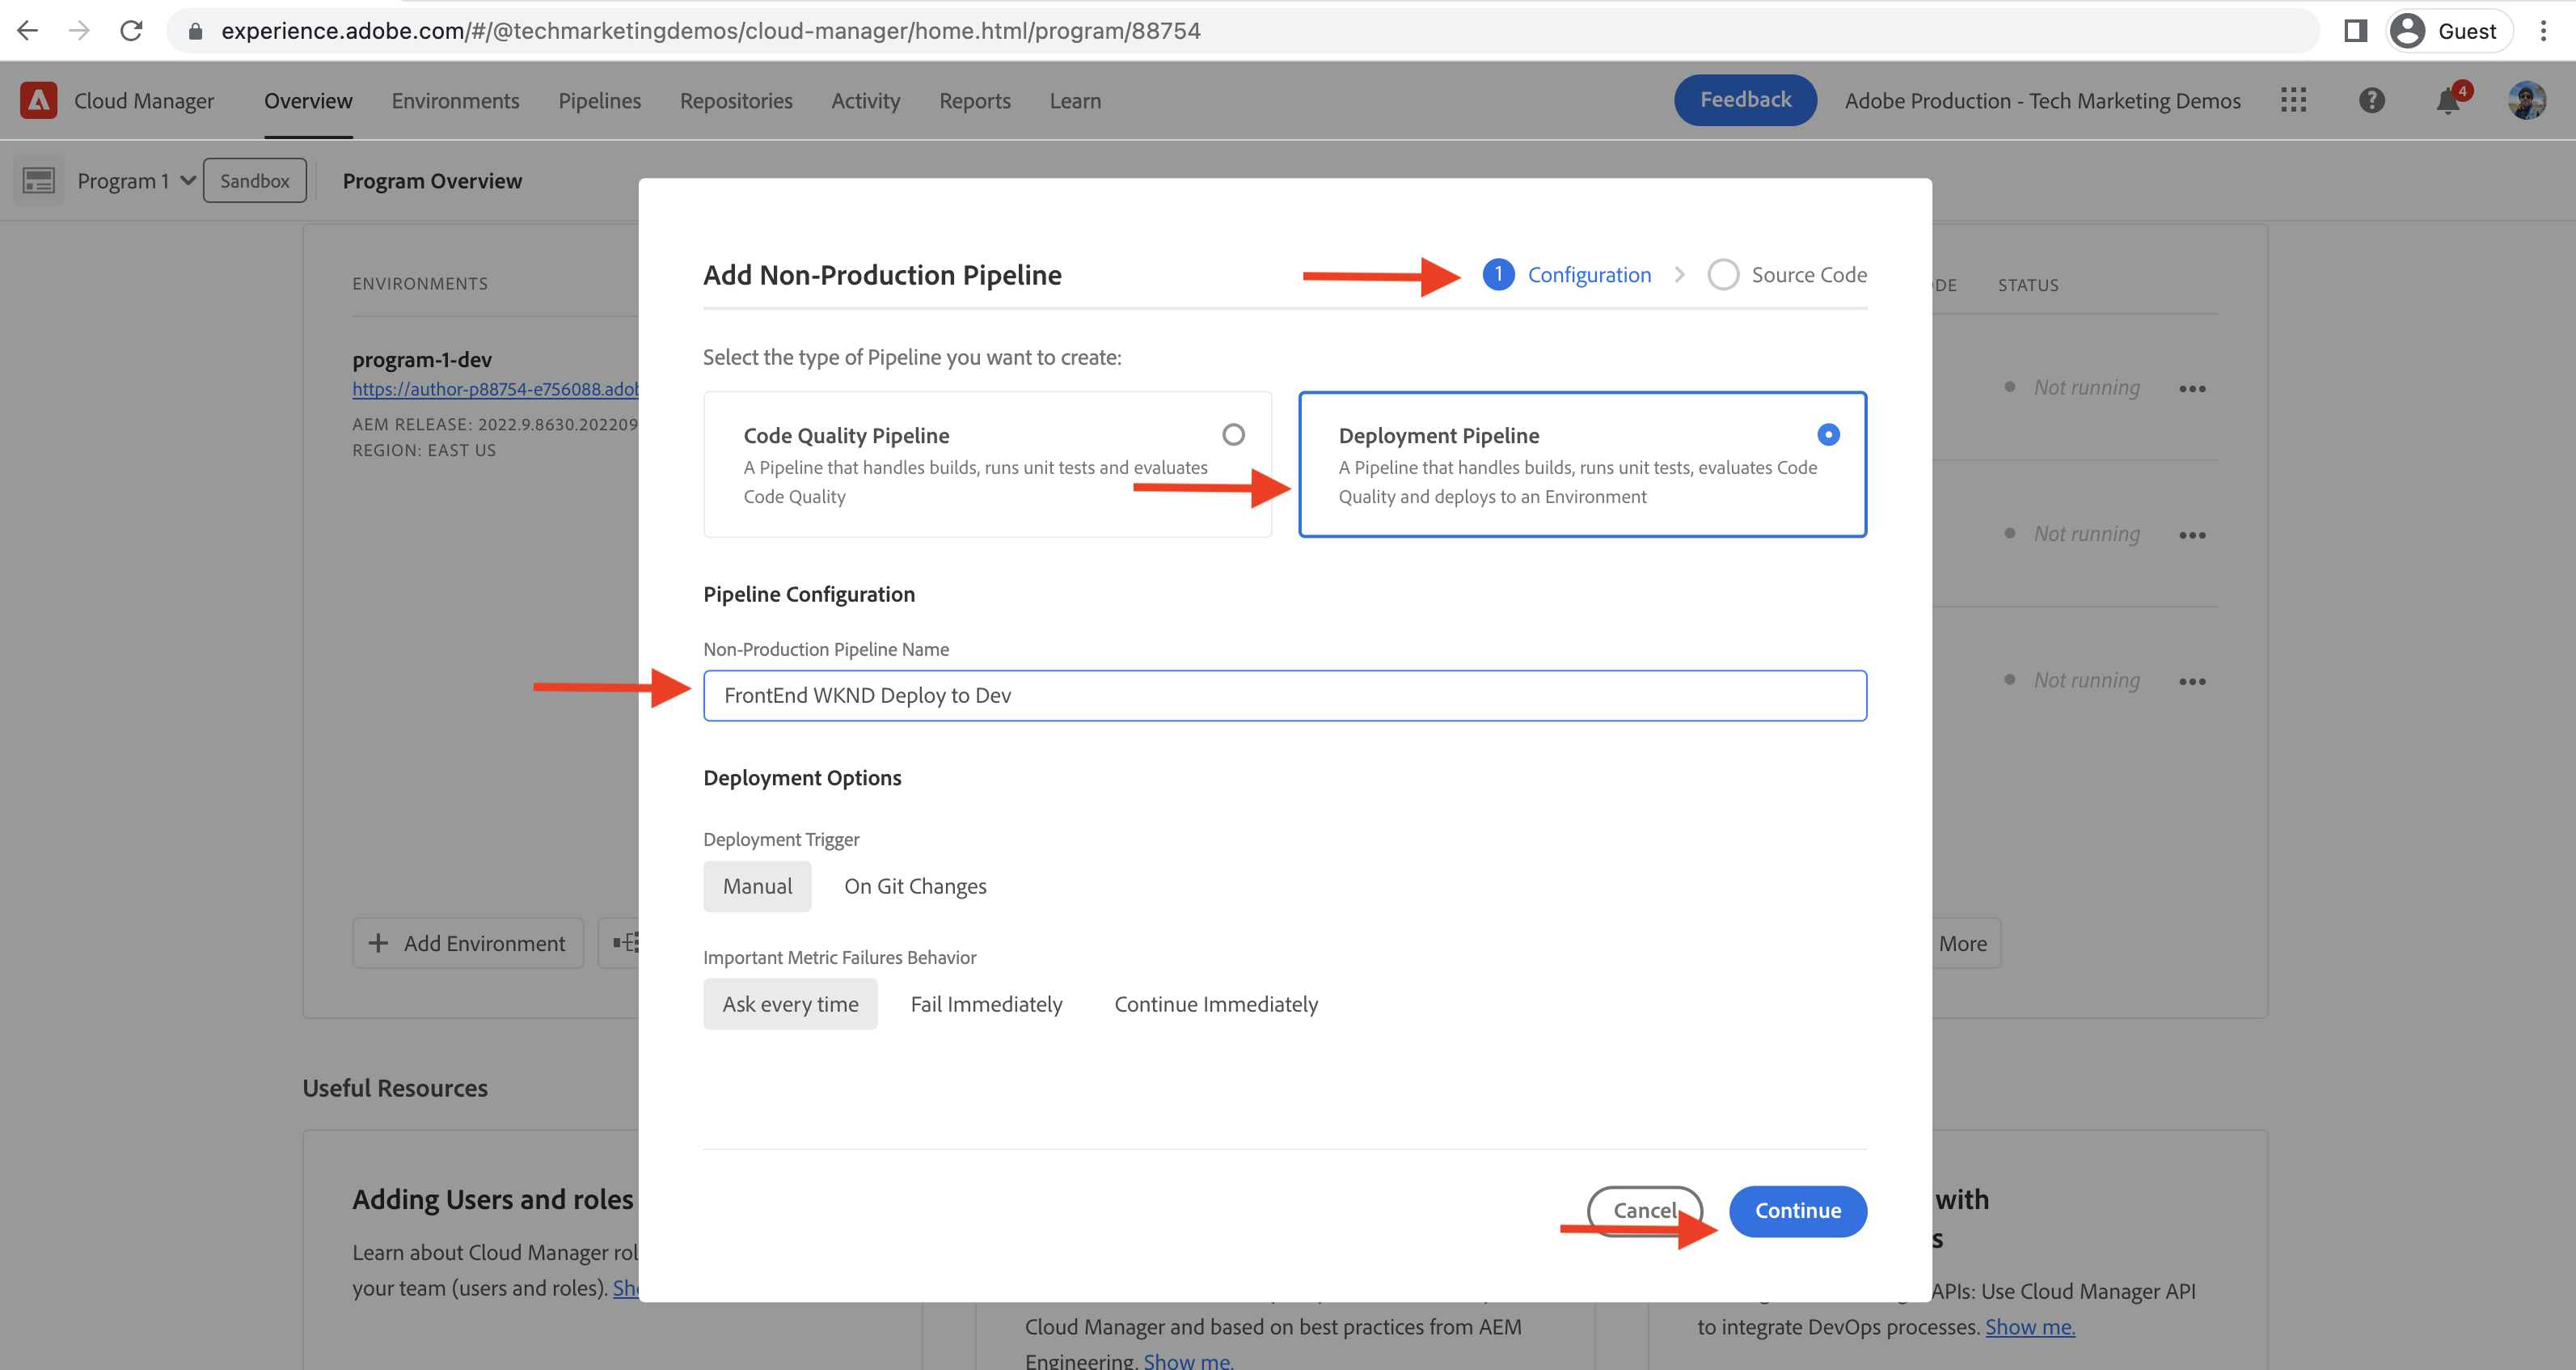 experience.adobe.com/#/@techmarketingdemos/cloud-manager/home.html/program/88754
Guest
Cloud Manager
Overview
Environments
Pipelines
Repositories
Activity
Reports
Learn
Feedback
Adobe Production - Tech Marketing Demos
4
Program 1
Sandbox
Program Overview
ENVIRONMENTS
program-1-dev
https://author-p88754-e756088.adob
AEM RELEASE: 2022.9.8630.202209
REGION: EAST US
Add Environment
Add Non-Production Pipeline
1 Configuration
Source Code
Select the type of Pipeline you want to create:
Code Quality Pipeline
A Pipeline that handles builds, runs unit tests and evaluates
Code Quality
Deployment Pipeline
A Pipeline that handles builds, runs unit tests, evaluates Code
Quality and deploys to an Environment
Pipeline Configuration
Non-Production Pipeline Name
FrontEnd WKND Deploy to Dev
Deployment Options
Deployment Trigger
Manual
On Git Changes
Important Metric Failures Behavior
Ask every time
Fail Immediately
Continue Immediately
Cancel
Continue
DE
STATUS
Not running
Not running
Not running
More
Useful Resources
Adding Users and roles
Learn about Cloud Manager rol
your team (users and roles). Sho
Cloud Manager and based on best practices from AEM
Engineering. Show me.
with
s
APIs: Use Cloud Manager API
to integrate DevOps processes. Show me.